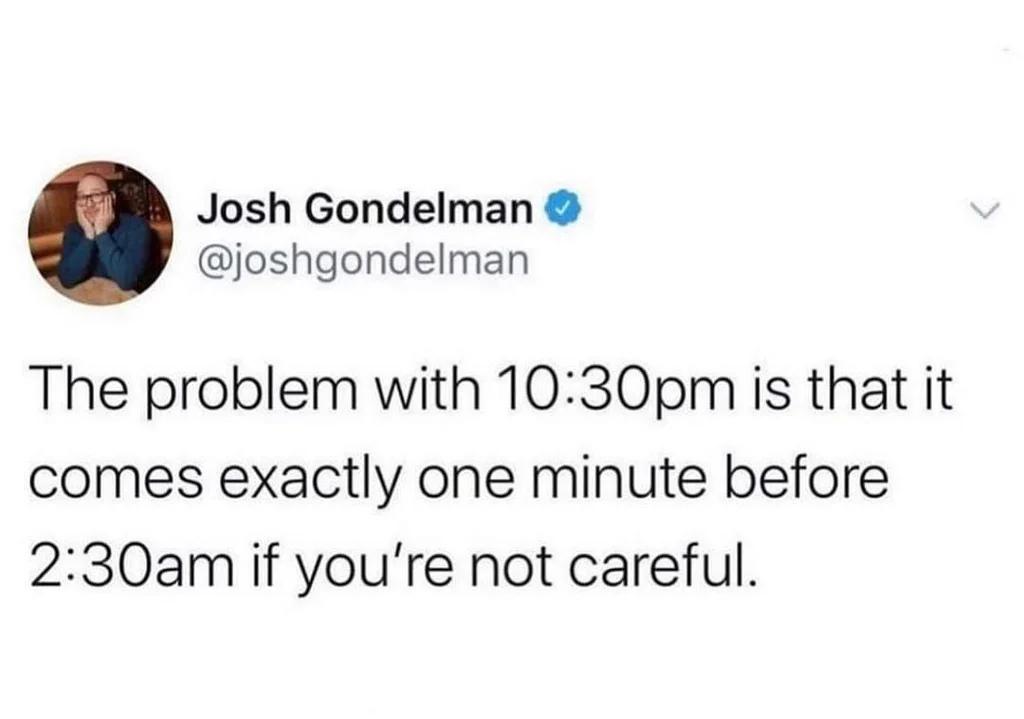 Josh Gondelman
@joshgondelman
The problem with 10:30pm is that it
comes exactly one minute before
2:30am if you're not careful.